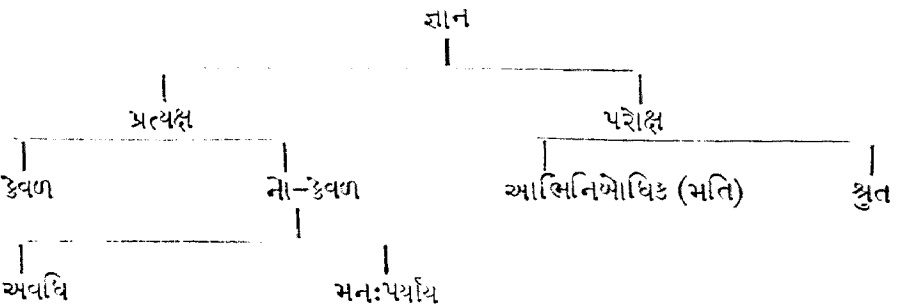 જ્ઞાન
પ્રત્યક્ષ પરોક્ષ
કેવળ નો-કેવળ આભિનિબોધિક (મતિ) શ્રુત
અવધિ મન:પર્યાય